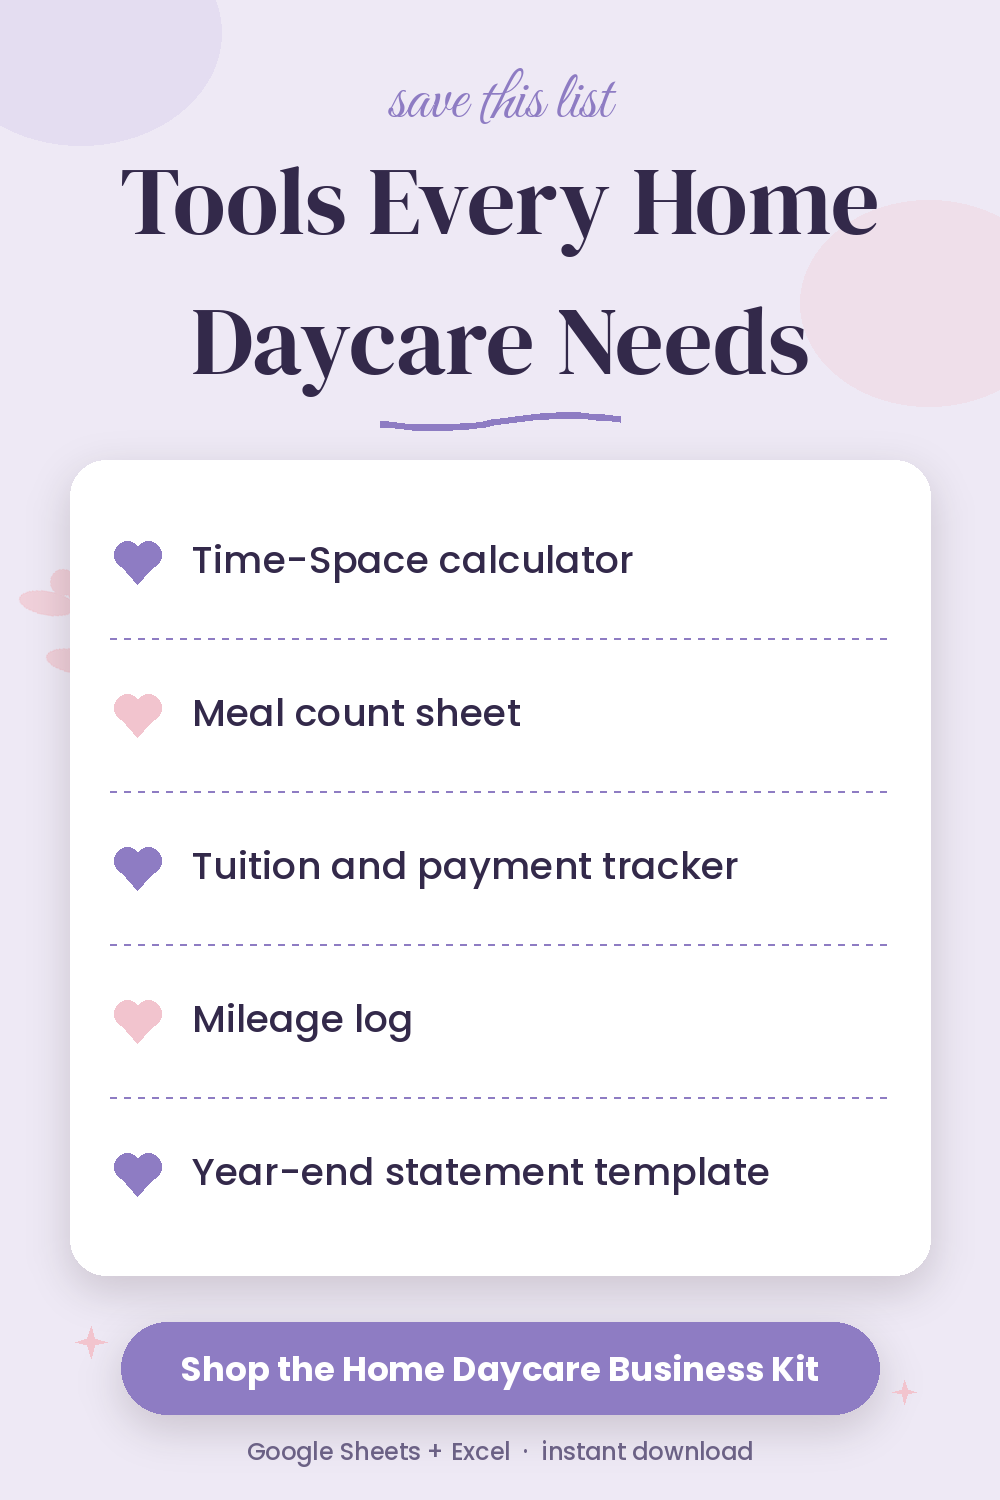 save this list
Tools Every Home
Daycare Needs
Time-Space calculator
Meal count sheet
Tuition and payment tracker
Mileage log
Year-end statement template
Shop the Home Daycare Business Kit
Google Sheets + Excel · instant download